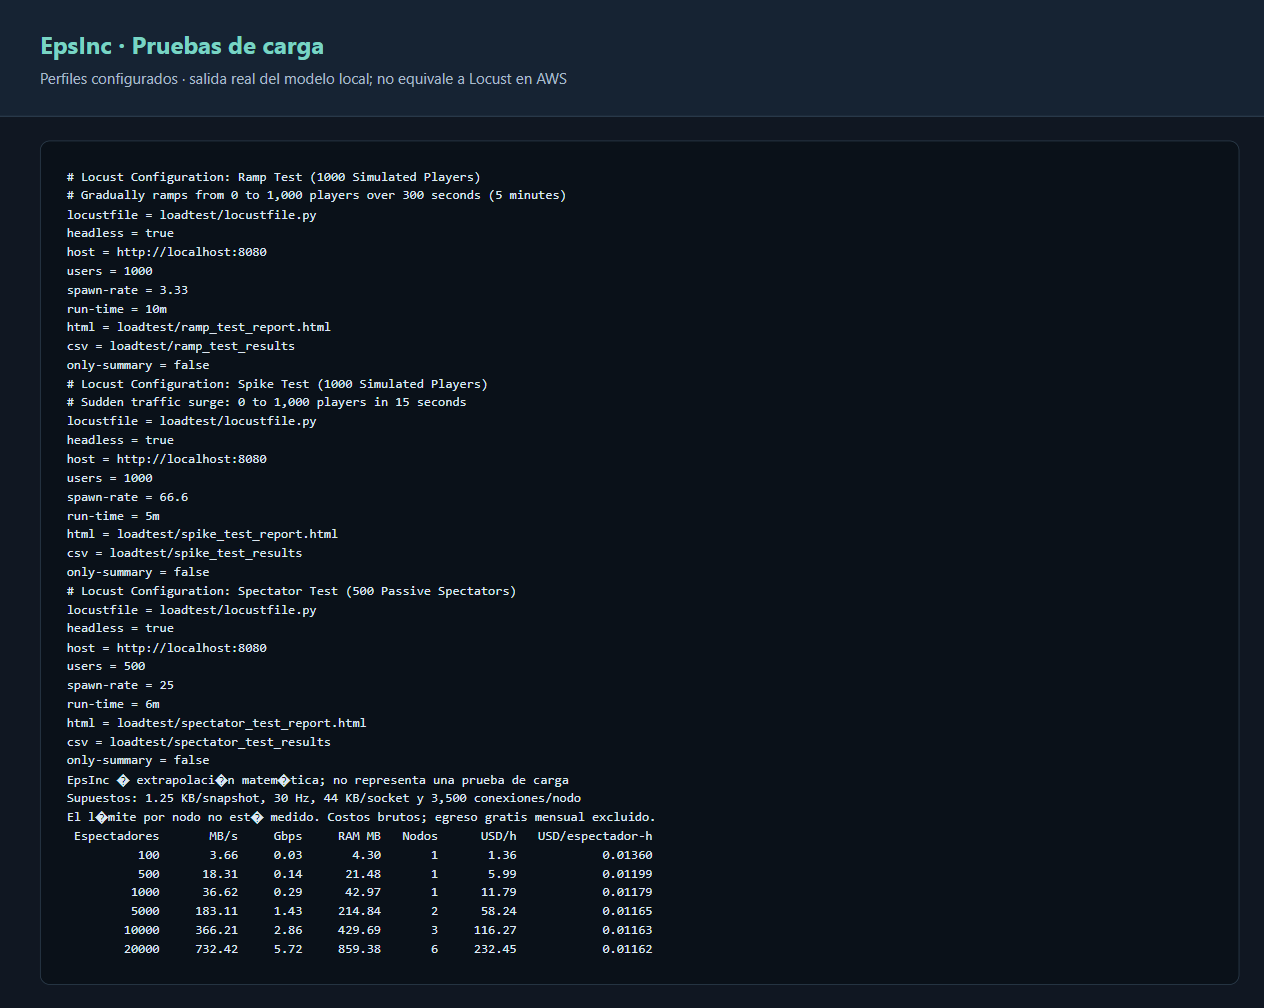 EpsInc · Pruebas de carga
Perfiles configurados · salida real del modelo local; no equivale a Locust en AWS
# Locust Configuration: Ramp Test (1000 Simulated Players)
# Gradually ramps from 0 to 1,000 players over 300 seconds (5 minutes)
locustfile = loadtest/locustfile.py
headless = true
host = http://localhost:8080
users = 1000
spawn-rate = 3.33
run-time = 10m
html = loadtest/ramp_test_report.html
csv = loadtest/ramp_test_results
only-summary = false
# Locust Configuration: Spike Test (1000 Simulated Players)
# Sudden traffic surge: 0 to 1,000 players in 15 seconds
locustfile = loadtest/locustfile.py
headless = true
host = http://localhost:8080
users = 1000
spawn-rate = 66.6
run-time = 5m
html = loadtest/spike_test_report.html
csv = loadtest/spike_test_results
only-summary = false
# Locust Configuration: Spectator Test (500 Passive Spectators)
locustfile = loadtest/locustfile.py
headless = true
host = http://localhost:8080
users = 500
spawn-rate = 25
run-time = 6m
html = loadtest/spectator_test_report.html
csv = loadtest/spectator_test_results
only-summary = false
EpsInc � extrapolaci�n matem�tica; no representa una prueba de carga
Supuestos: 1.25 KB/snapshot, 30 Hz, 44 KB/socket y 3,500 conexiones/nodo
El l�mite por nodo no est� medido. Costos brutos; egreso gratis mensual excluido.
Espectadores MB/s Gbps RAM MB Nodos USD/h USD/espectador-h
100 3.66 0.03 4.30 1 1.36 0.01360
500 18.31 0.14 21.48 1 5.99 0.01199
1000 36.62 0.29 42.97 1 11.79 0.01179
5000 183.11 1.43 214.84 2 58.24 0.01165
10000 366.21 2.86 429.69 3 116.27 0.01163
20000 732.42 5.72 859.38 6 232.45 0.01162